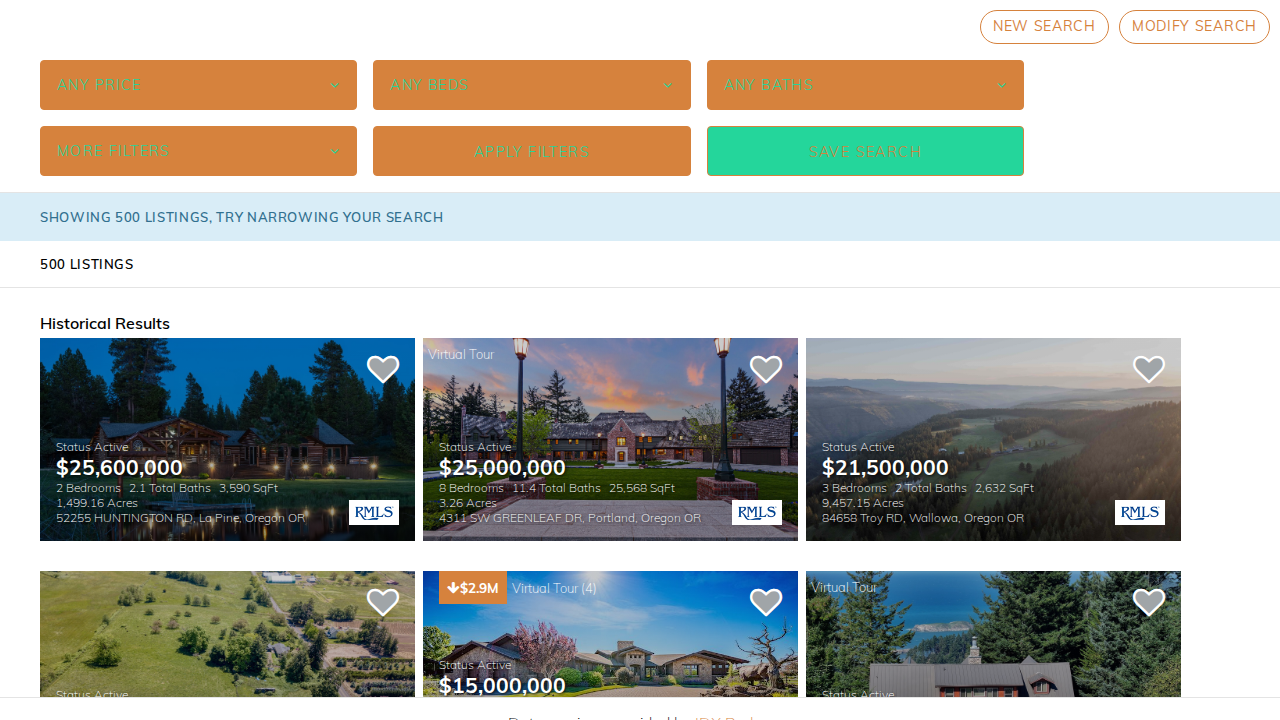 NEW SEARCH
MODIFY SEARCH
ANY PRICE
ANY BEDS
ANY BATHS
MORE FILTERS
APPLY FILTERS
SAVE SEARCH
SHOWING 500 LISTINGS, TRY NARROWING YOUR SEARCH
500 LISTINGS
Historical Results
Status Active
$25,600,000
2 Bedrooms 2.1 Total Baths 3,590 SqFt
1,499.16 Acres
52255 HUNTINGTON RD, La Pine, Oregon OR
RMLS
Virtual Tour
Status Active
$25,000,000
8 Bedrooms 11.4 Total Baths 25,568 SqFt
3.26 Acres
4311 SW GREENLEAF DR, Portland, Oregon OR
RMLS
Status Active
$21,500,000
3 Bedrooms 2 Total Baths 2,632 SqFt
9,457.15 Acres
84658 Troy RD, Wallowa, Oregon OR
RMLS
Status Active
$2.9M
Virtual Tour (4)
Status Active
$15,000,000
Virtual Tour
Status Active